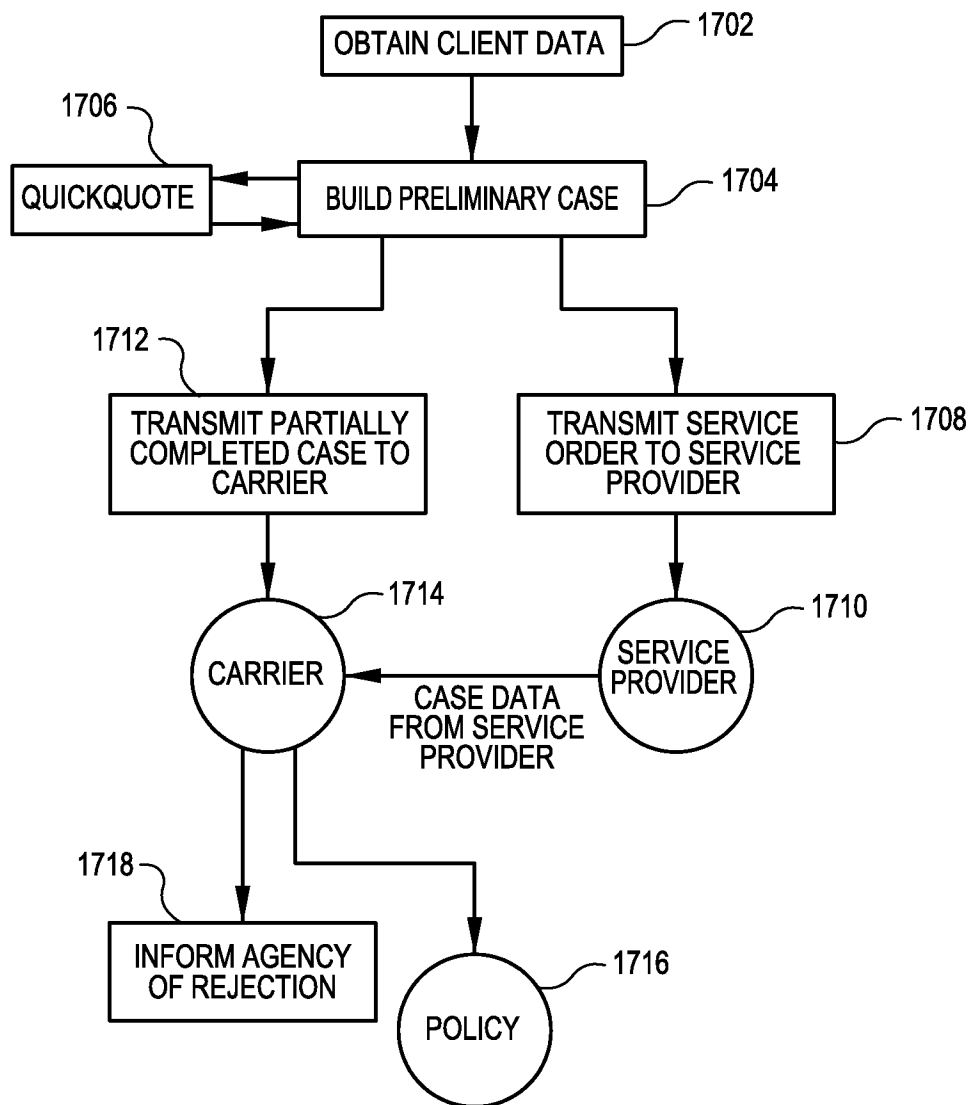 OBTAIN CLIENT DATA
1702
1706
QUICKQUOTE
BUILD PRELIMINARY CASE
1704
1712
TRANSMIT PARTIALLY
COMPLETED CASE TO
CARRIER
TRANSMIT SERVICE
ORDER TO SERVICE
PROVIDER
1708
1714
CARRIER
1710
SERVICE
PROVIDER
CASE DATA
FROM SERVICE
PROVIDER
1718
INFORM AGENCY
OF REJECTION
1716
POLICY